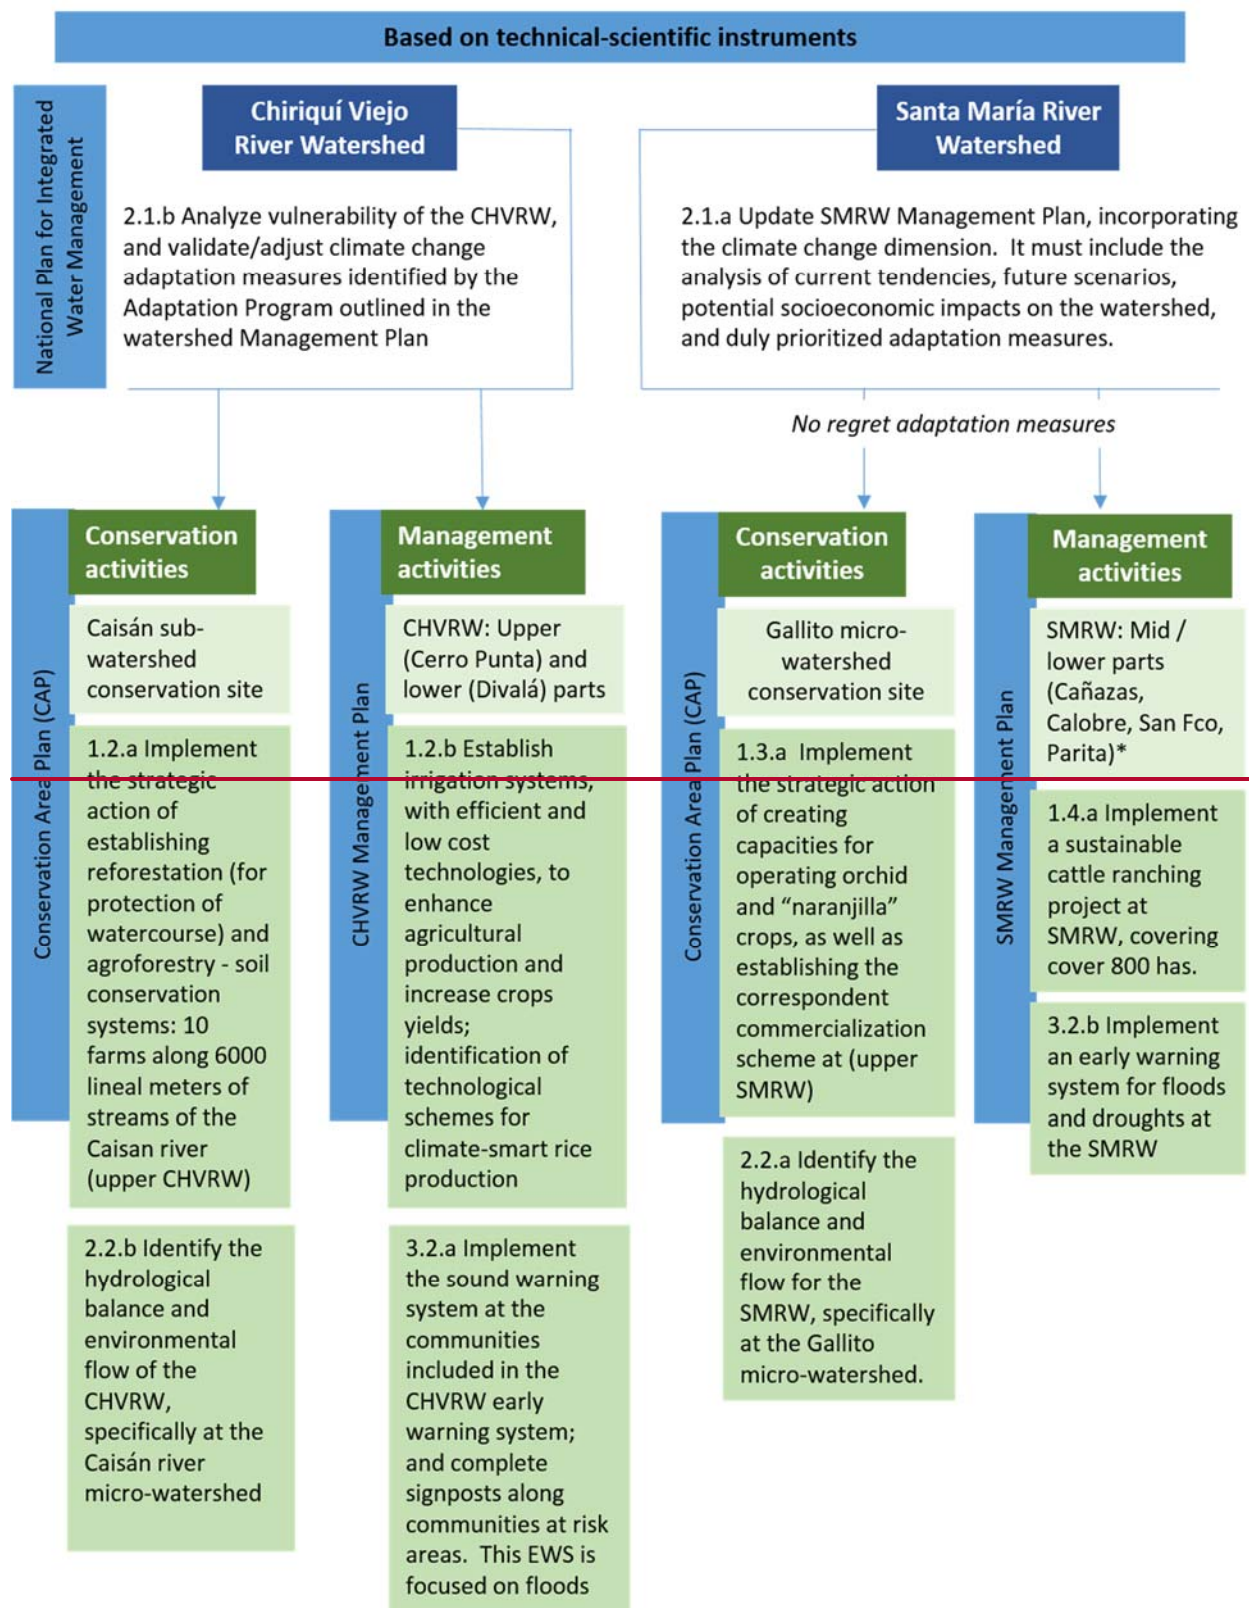 Based on technical-scientific instruments
National Plan for Integrated
Water Management
Chiriquí Viejo
River Watershed
2.1.b Analyze vulnerability of the CHVRW,
and validate/adjust climate change
adaptation measures identified by the
Adaptation Program outlined in the
watershed Management Plan
Santa María River
Watershed
2.1.a Update SMRW Management Plan, incorporating
the climate change dimension.  It must include the
analysis of current tendencies, future scenarios,
potential socioeconomic impacts on the watershed,
and duly prioritized adaptation measures.
No regret adaptation measures
Conservation Area Plan (CAP)
Conservation
activities
Caisán sub-
watershed
conservation site
1.2.a Implement
the strategic
action of
establishing
reforestation (for
protection of
watercourse) and
agroforestry - soil
conservation
systems: 10
farms along 6000
lineal meters of
streams of the
Caisan river
(upper CHVRW)
2.2.b Identify the
hydrological
balance and
environmental
flow of the
CHVRW,
specifically at the
Caisán river
micro-watershed
CHVRW Management Plan
Management
activities
CHVRW: Upper
(Cerro Punta) and
lower (Divalá) parts
1.2.b Establish
irrigation systems,
with efficient and
low cost
technologies, to
enhance
agricultural
production and
increase crops
yields;
identification of
technological
schemes for
climate-smart rice
production
3.2.a Implement
the sound warning
system at the
communities
included in the
CHVRW early
warning system;
and complete
signposts along
communities at risk
areas.  This EWS is
focused on floods
Conservation Area Plan (CAP)
Conservation
activities
Gallito micro-
watershed
conservation site
1.3.a  Implement
the strategic action
of creating
capacities for
operating orchid
and “naranjilla”
crops, as well as
establishing the
correspondent
commercialization
scheme at (upper
SMRW)
2.2.a Identify the
hydrological
balance and
environmental
flow for the
SMRW, specifically
at the Gallito
micro-watershed.
SMRW Management Plan
Management
activities
SMRW: Mid /
lower parts
(Cañazas,
Calobre, San Fco,
Parita)*
1.4.a Implement
a sustainable
cattle ranching
project at
SMRW, covering
cover 800 has.
3.2.b Implement
an early warning
system for floods
and droughts at
the SMRW